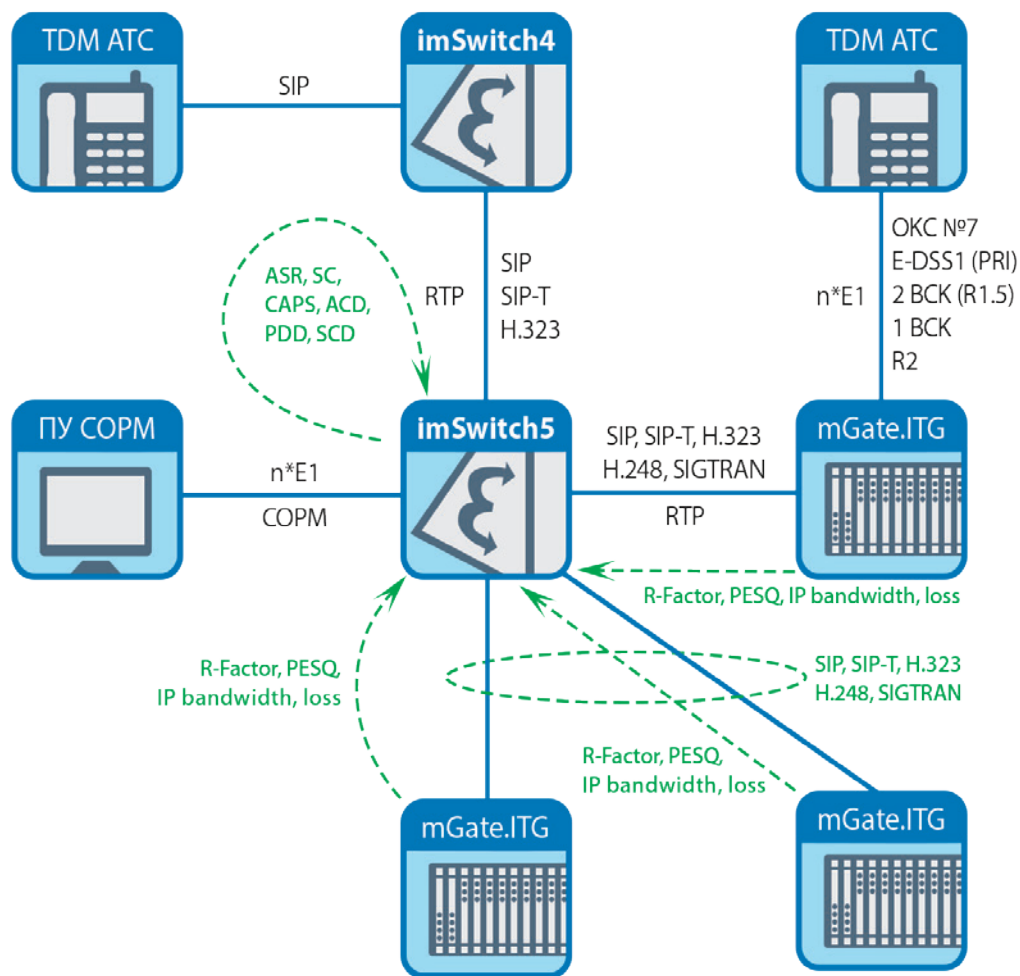 TDM АТС
imSwitch4
TDM АТС
SIP
ОКС №7
E-DSS1 (PRI)
2 ВСК (R1.5)
1 ВСК
R2
n*E1
SIP
SIP-T
H.323
RTP
ASR, SC,
CAPS, ACD,
PDD, SCD
ПУ СОРМ
imSwitch5
mGate.ITG
n*E1
СОРМ
SIP, SIP-T, H.323
H.248, SIGTRAN
RTP
R-Factor, PESQ, IP bandwidth, loss
R-Factor, PESQ,
IP bandwidth, loss
SIP, SIP-T, H.323
H.248, SIGTRAN
R-Factor, PESQ,
IP bandwidth, loss
mGate.ITG
mGate.ITG